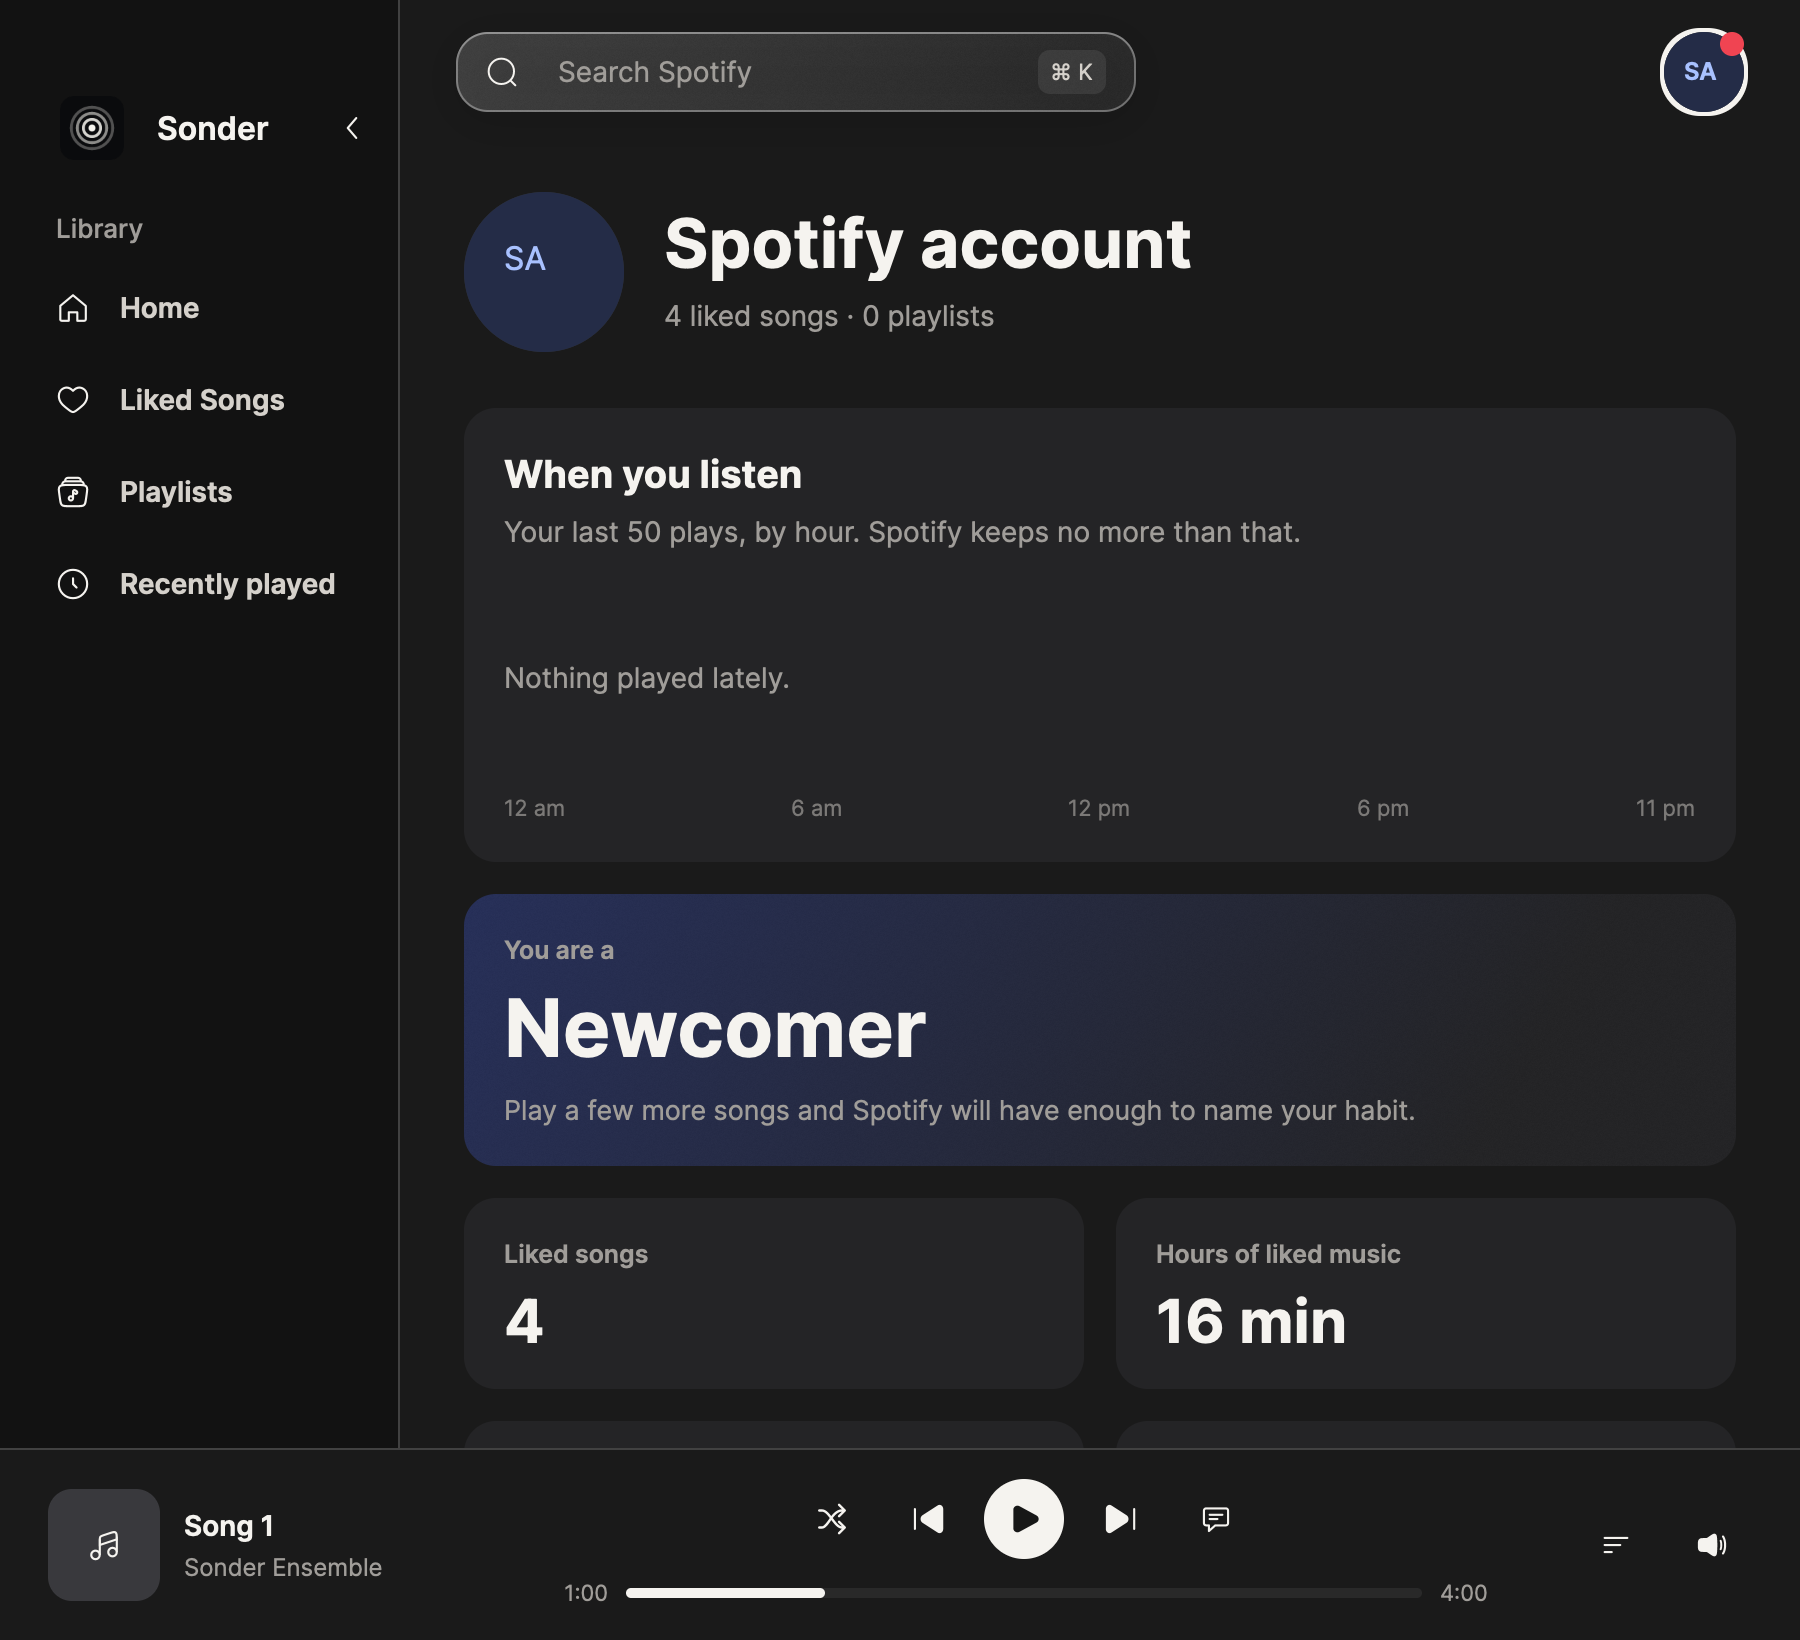 Sonder
Library
Home
Liked Songs
Playlists
Recently played
Search Spotify
⌘ K
SA
SA
Spotify account
4 liked songs · 0 playlists
When you listen
Your last 50 plays, by hour. Spotify keeps no more than that.
Nothing played lately.
12 am 6 am 12 pm 6 pm 11 pm
You are a
Newcomer
Play a few more songs and Spotify will have enough to name your habit.
Liked songs
4
Hours of liked music
16 min
Song 1
Sonder Ensemble
1:00
4:00